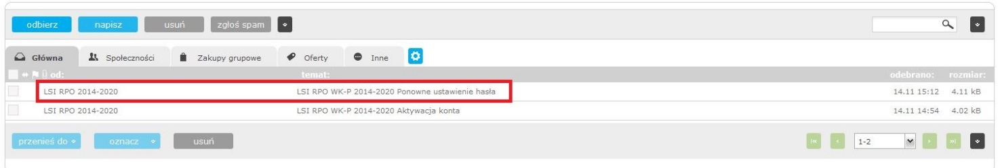 odbierz napisz usuń zgłoś spam
Główna Społeczności Zakupy grupowe Oferty Inne
od: temat: odebrano: rozmiar:
LSI RPO 2014-2020 LSI RPO WK-P 2014-2020 Ponowne ustawienie hasła 14.11 15:12 4.11 kB
LSI RPO 2014-2020 LSI RPO WK-P 2014-2020 Aktywacja konta 14.11 14:54 4.02 kB
przenieś do oznacz usuń 1-2